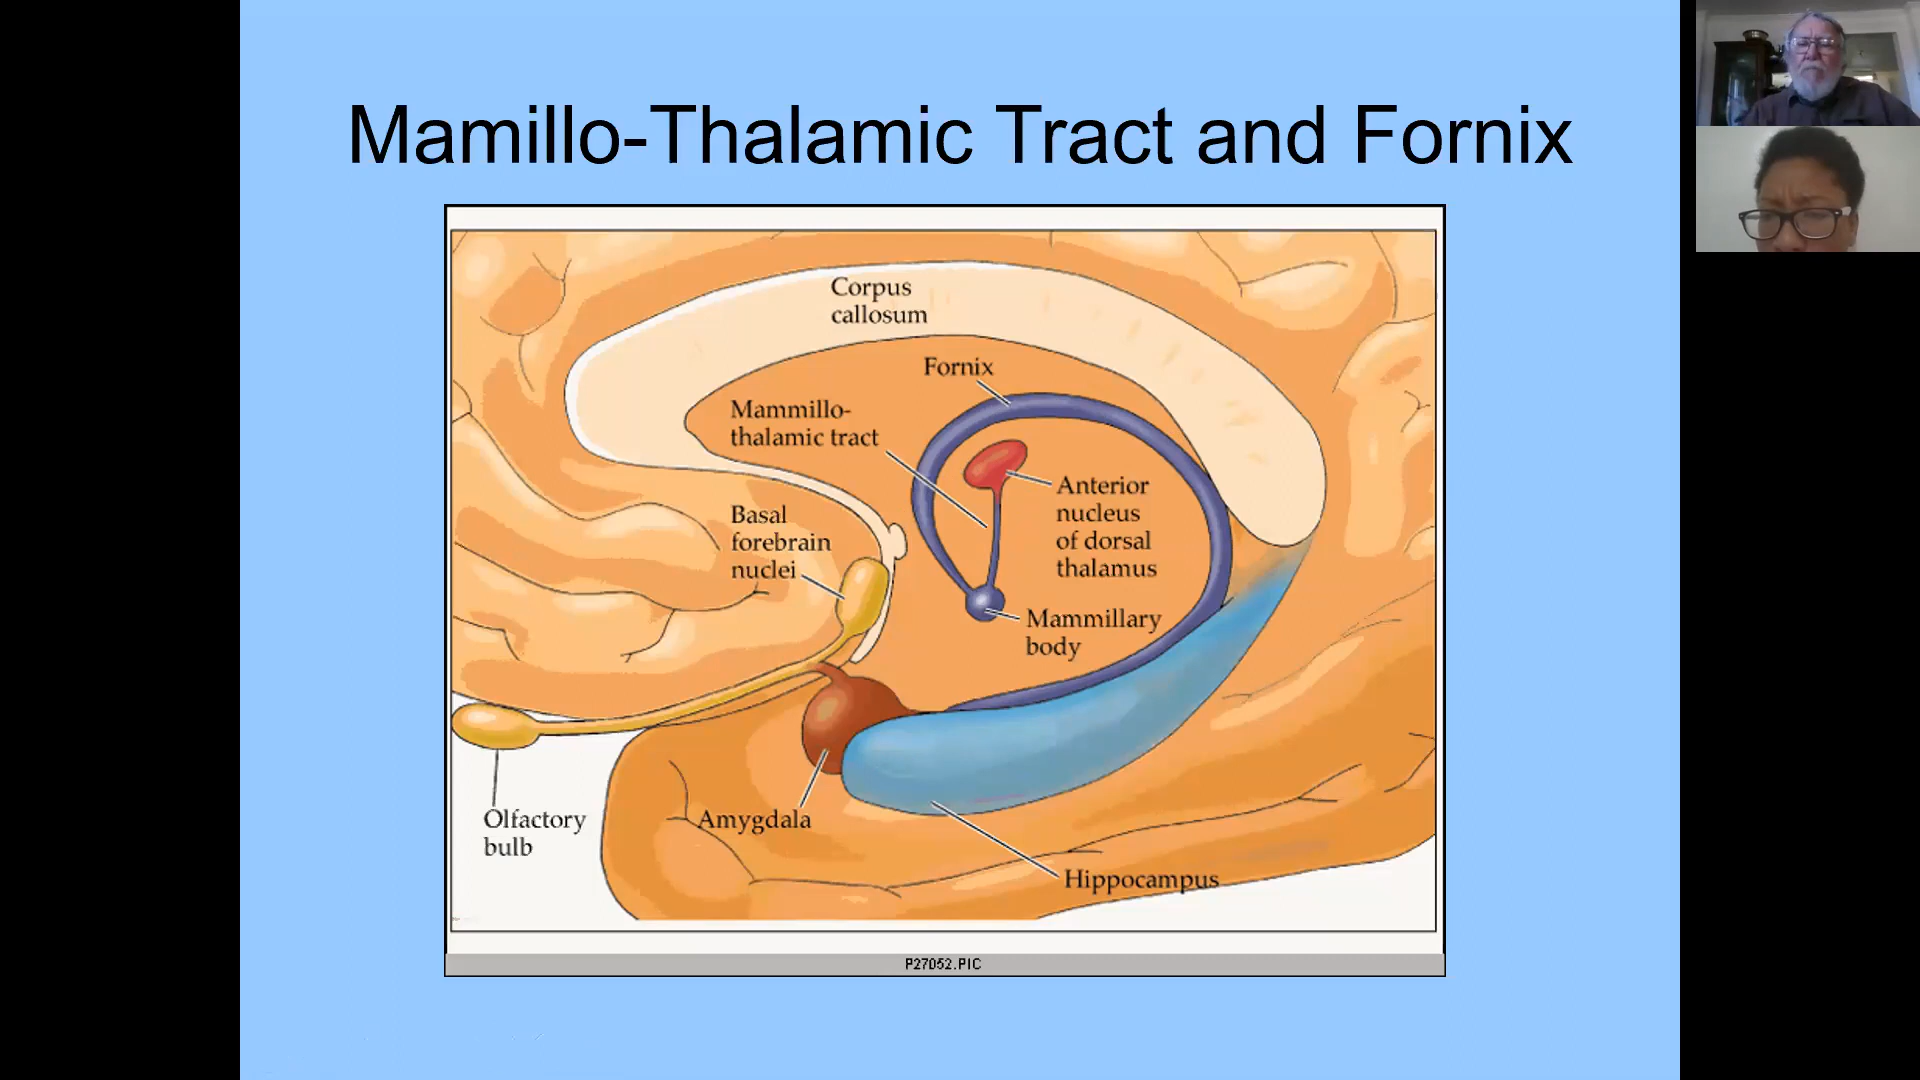 Mamillo-Thalamic Tract and Fornix
Corpus
callosum
Fornix
Mammillo-
thalamic tract
Anterior
nucleus
of dorsal
thalamus
Basal
forebrain
nuclei
Mammillary
body
Olfactory
bulb
Amygdala
Hippocampus
P27052.PIC